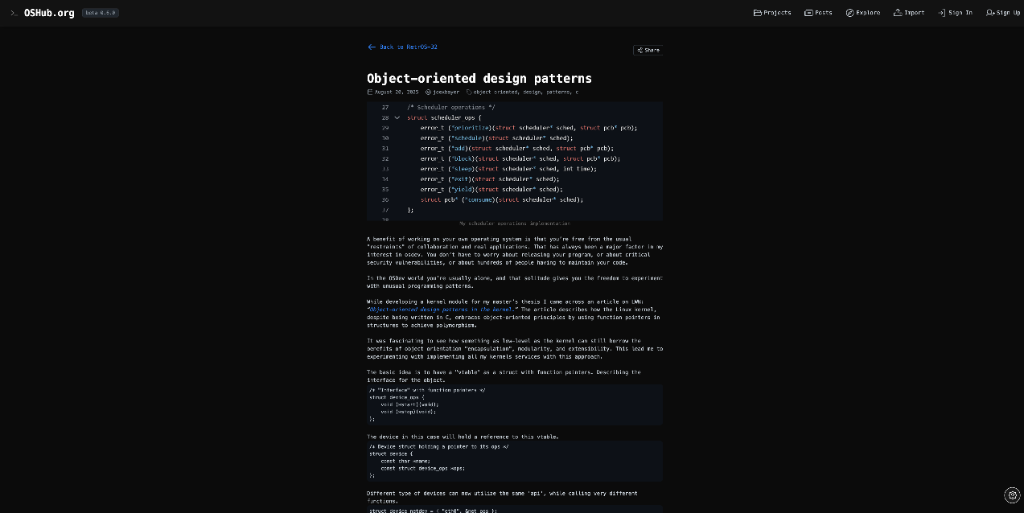 >_ OSHub.org beta 0.6.0
Projects Posts Explore Import Sign In Sign Up
Back to RetrOS-32
Share
Object-oriented design patterns
August 26, 2025 joexbayer object oriented, design, patterns, c
27 /* Scheduler operations */
28 struct scheduler_ops {
29 error_t (*prioritize)(struct scheduler* sched, struct pcb* pcb);
30 error_t (*schedule)(struct scheduler* sched);
31 error_t (*add)(struct scheduler* sched, struct pcb* pcb);
32 error_t (*block)(struct scheduler* sched, struct pcb* pcb);
33 error_t (*sleep)(struct scheduler* sched, int time);
34 error_t (*exit)(struct scheduler* sched);
35 error_t (*yield)(struct scheduler* sched);
36 struct pcb* (*consume)(struct scheduler* sched);
37 };
38
My scheduler operations implementation
A benefit of working on your own operating system is that you're free from the usual
"restraints" of collaboration and real applications. That has always been a major factor in my
interest in osdev. You don't have to worry about releasing your program, or about critical
security vulnerabilities, or about hundreds of people having to maintain your code.
In the OSDev world you're usually alone, and that solitude gives you the freedom to experiment
with unusual programming patterns.
While developing a kernel module for my master's thesis I came across an article on LWN:
"Object-oriented design patterns in the kernel." The article describes how the Linux kernel,
despite being written in C, embraces object-oriented principles by using function pointers in
structures to achieve polymorphism.
It was fascinating to see how something as low-level as the kernel can still borrow the
benefits of object orientation "encapsulation", modularity, and extensibility. This lead me to
experimenting with implementing all my kernels services with this approach.
The basic idea is to have a "vtable" as a struct with function pointers. Describing the
interface for the object.
/* "Interface" with function pointers */
struct device_ops {
void (*start)(void);
void (*stop)(void);
};
The device in this case will hold a reference to this vtable.
/* Device struct holding a pointer to its ops */
struct device {
const char *name;
const struct device_ops *ops;
};
Different type of devices can now utilize the same 'api', while calling very different
functions.
struct device netdev = { "eth0", &net_ops };